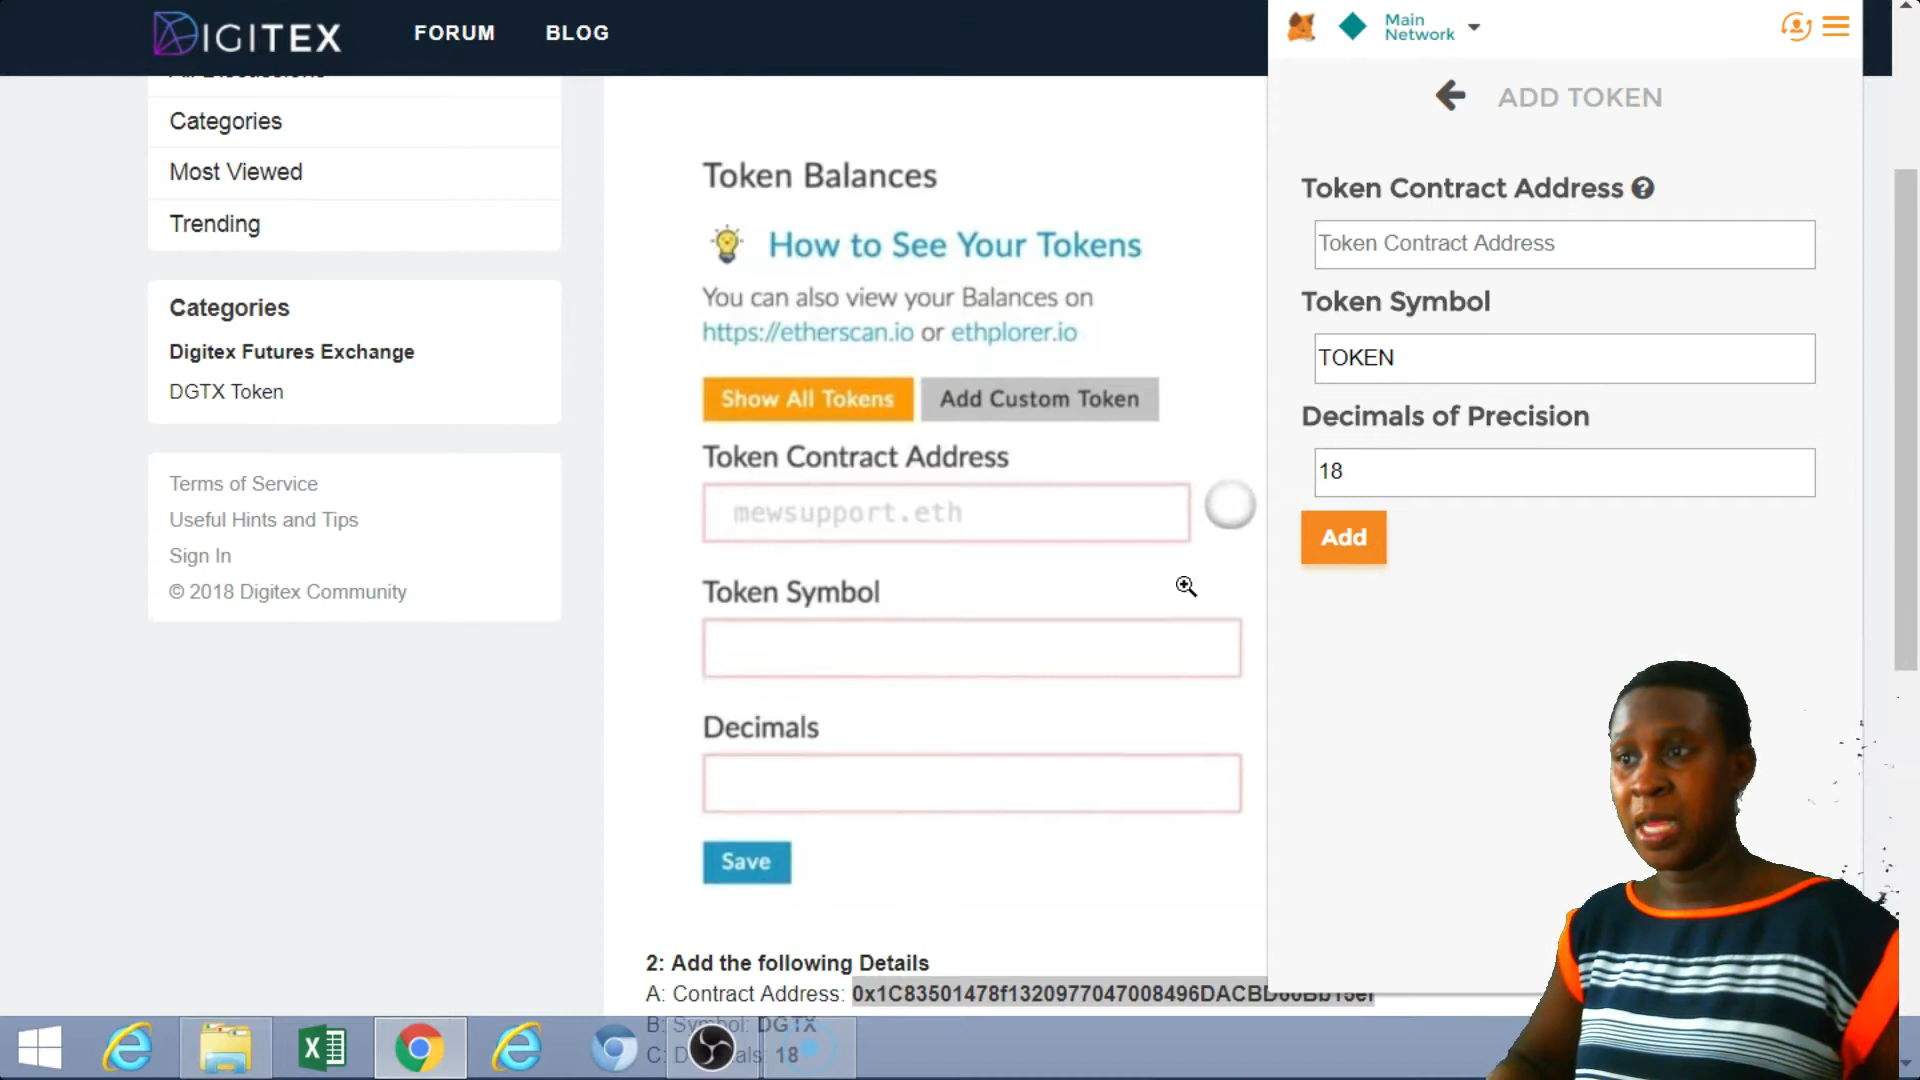 DIGITEX
FORUM
BLOG
Categories
Most Viewed
Trending
Categories
Digitex Futures Exchange
DGTX Token
Terms of Service
Useful Hints and Tips
Sign In
© 2018 Digitex Community
Token Balances
How to See Your Tokens
You can also view your Balances on
https://etherscan.io or ethplorer.io
Show All Tokens
Add Custom Token
Token Contract Address
mewsupport.eth
Token Symbol
Decimals
Save
2: Add the following Details
A: Contract Address: 0x1C83501478f1320977047008496DACBD60Bb15ef
B: Symbol: DGTX
18
Main
Network
ADD TOKEN
Token Contract Address
Token Contract Address
Token Symbol
TOKEN
Decimals of Precision
18
Add